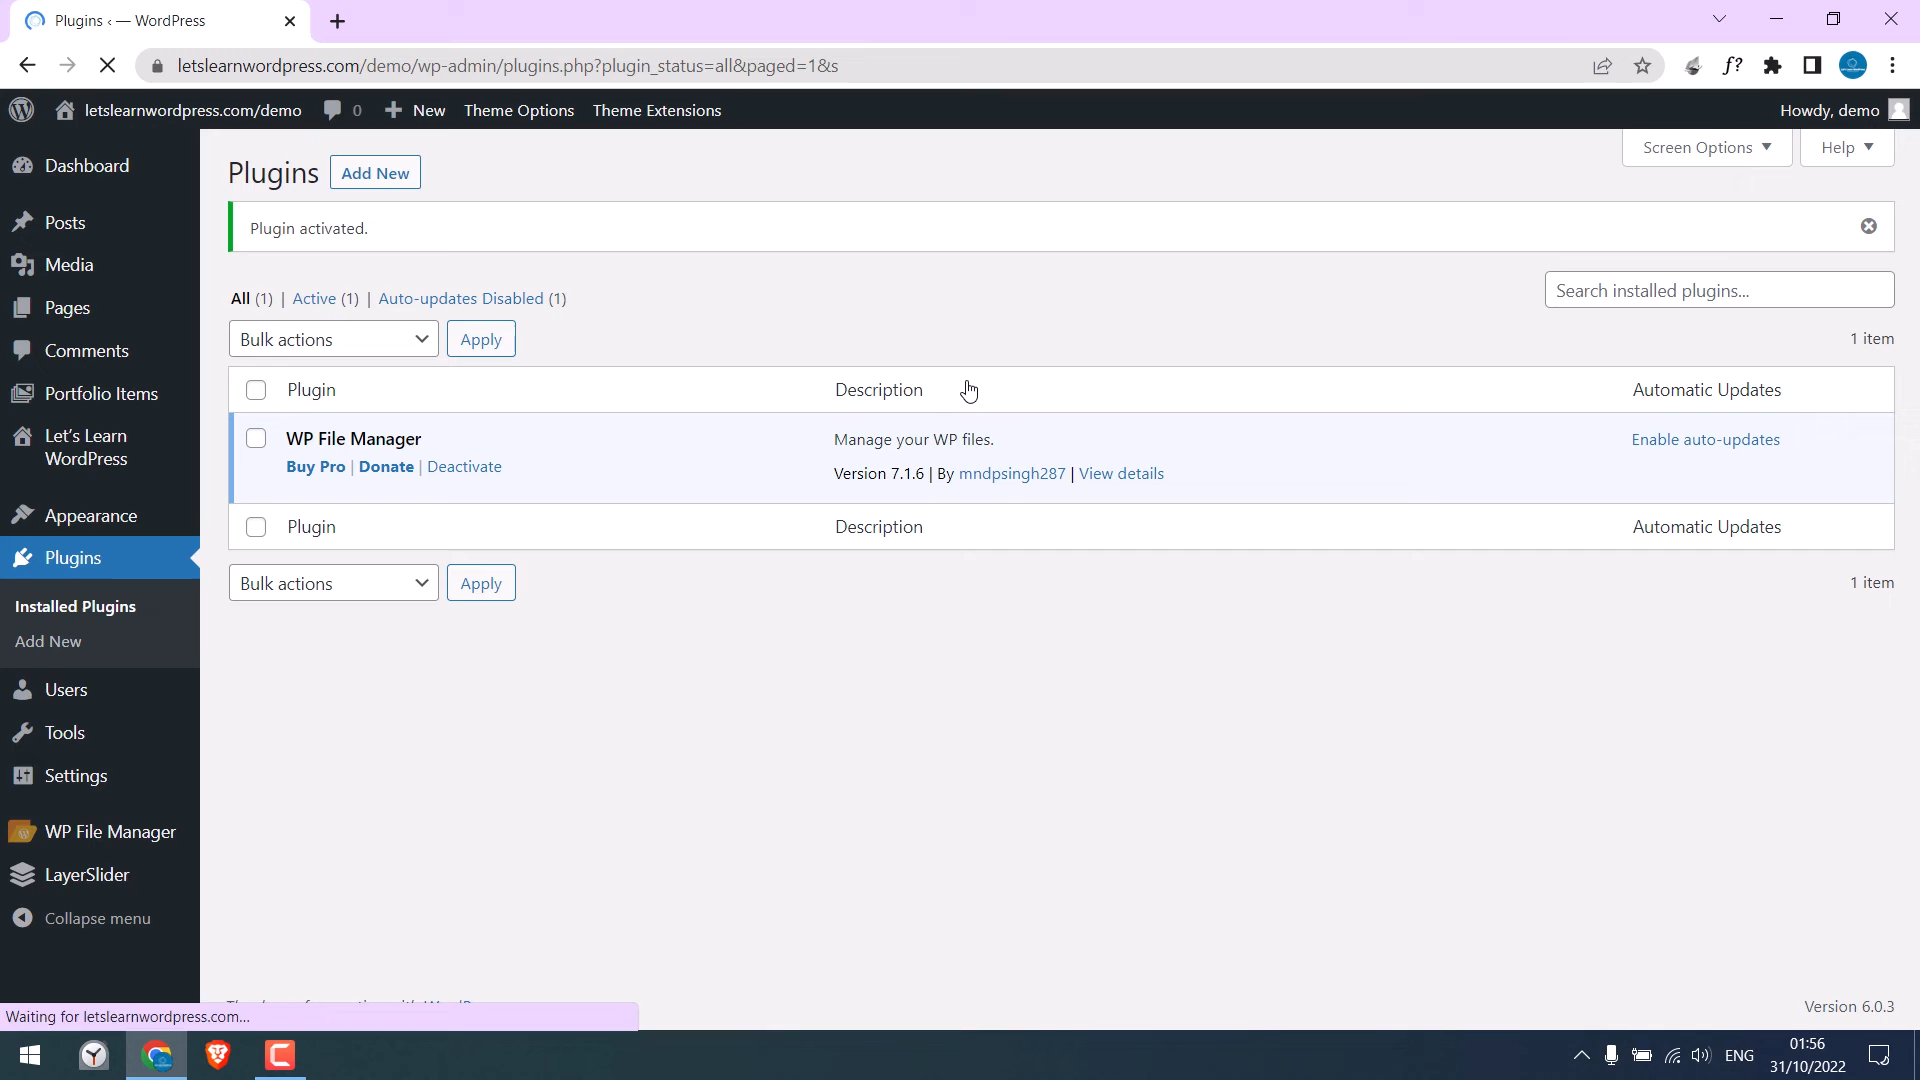 Plugins ‹ — WordPress
letslearnwordpress.com/demo/wp-admin/plugins.php?plugin_status=all&paged=1&s
f?
letslearnwordpress.com/demo
0
New
Theme Options
Theme Extensions
Howdy, demo
Dashboard
Posts
Media
Pages
Comments
Portfolio Items
Let's Learn
WordPress
Appearance
Plugins
Installed Plugins
Add New
Users
Tools
Settings
WP File Manager
LayerSlider
Collapse menu
Screen Options
Help
Plugins
Add New
Plugin activated.
All (1) | Active (1) | Auto-updates Disabled (1)
Search installed plugins...
Bulk actions
Apply
1 item
Plugin Description Automatic Updates
WP File Manager
Buy Pro | Donate | Deactivate
Manage your WP files.
Version 7.1.6 | By mndpsingh287 | View details
Enable auto-updates
Plugin Description Automatic Updates
Bulk actions
Apply
1 item
Version 6.0.3
Waiting for letslearnwordpress.com...
ENG
01:56
31/10/2022